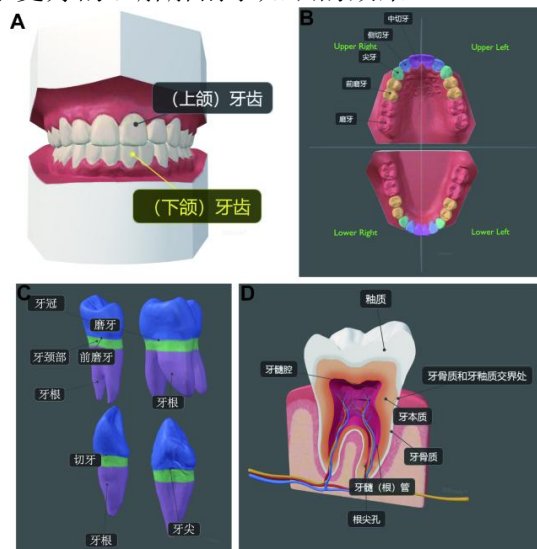 A
（上颌）牙齿
（下颌）牙齿
B
中切牙
侧切牙
Upper Right
Upper Left
尖牙
前磨牙
磨牙
Lower Right
Lower Left
C
牙冠
磨牙
牙颈部
前磨牙
牙根
牙根
切牙
牙尖
牙根
D
釉质
牙髓腔
牙骨质和牙釉质交界处
牙本质
牙骨质
牙髓（根）管
根尖孔